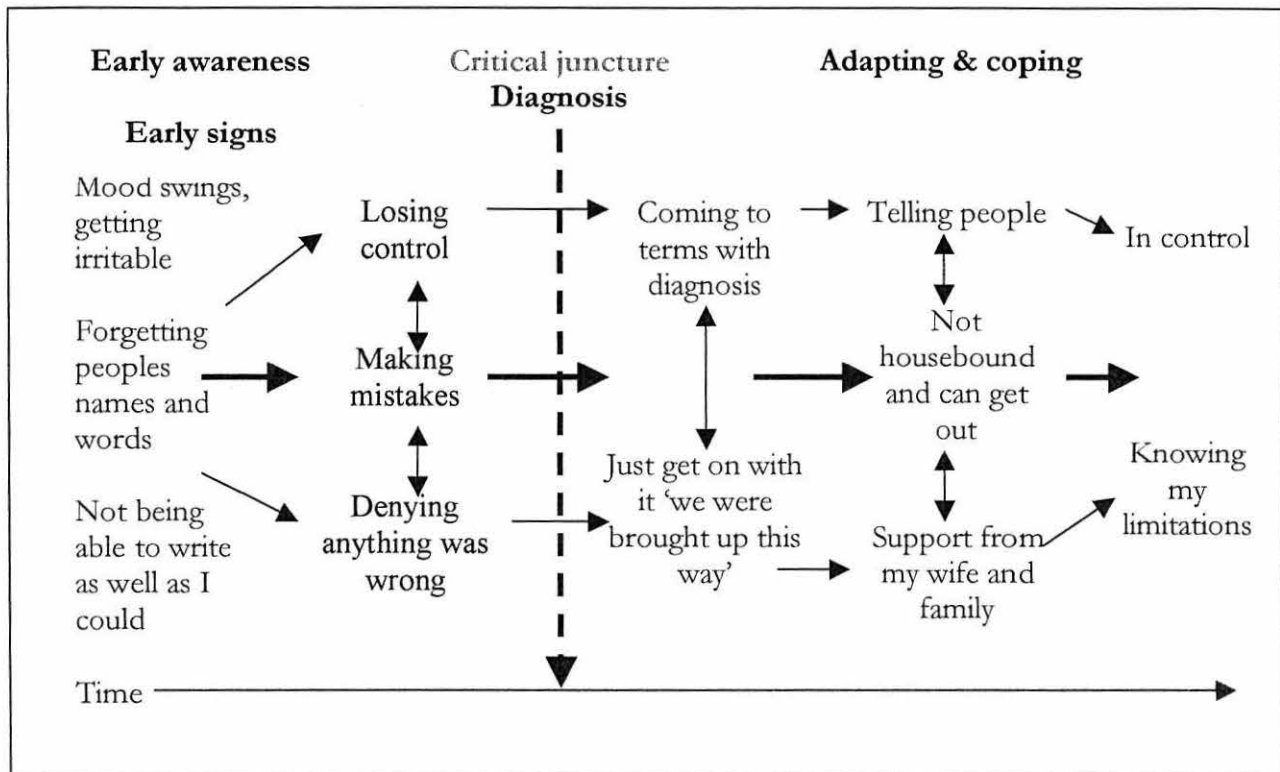 Early awareness
Critical juncture
Diagnosis
Adapting & coping
Early signs
Mood swings,
getting
irritable
Forgetting
peoples
names and
words
Not being
able to write
as well as I
could
Losing
control
Making
mistakes
Denying
anything was
wrong
Coming to
terms with
diagnosis
Just get on with
it ‘we were
brought up this
way’
Telling people
Not
housebound
and can get
out
Support from
my wife and
family
In control
Knowing
my
limitations
Time